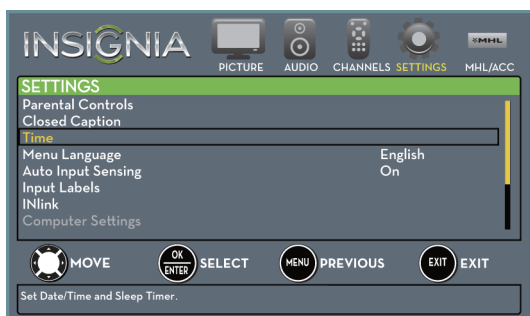 INSIGNIA
PICTURE AUDIO CHANNELS SETTINGS MHL MHL/ACC
SETTINGS
Parental Controls
Closed Caption
Time
Menu Language English
Auto Input Sensing On
Input Labels
INlink
Computer Settings
MOVE OK ENTER SELECT MENU PREVIOUS EXIT EXIT
Set Date/Time and Sleep Timer.